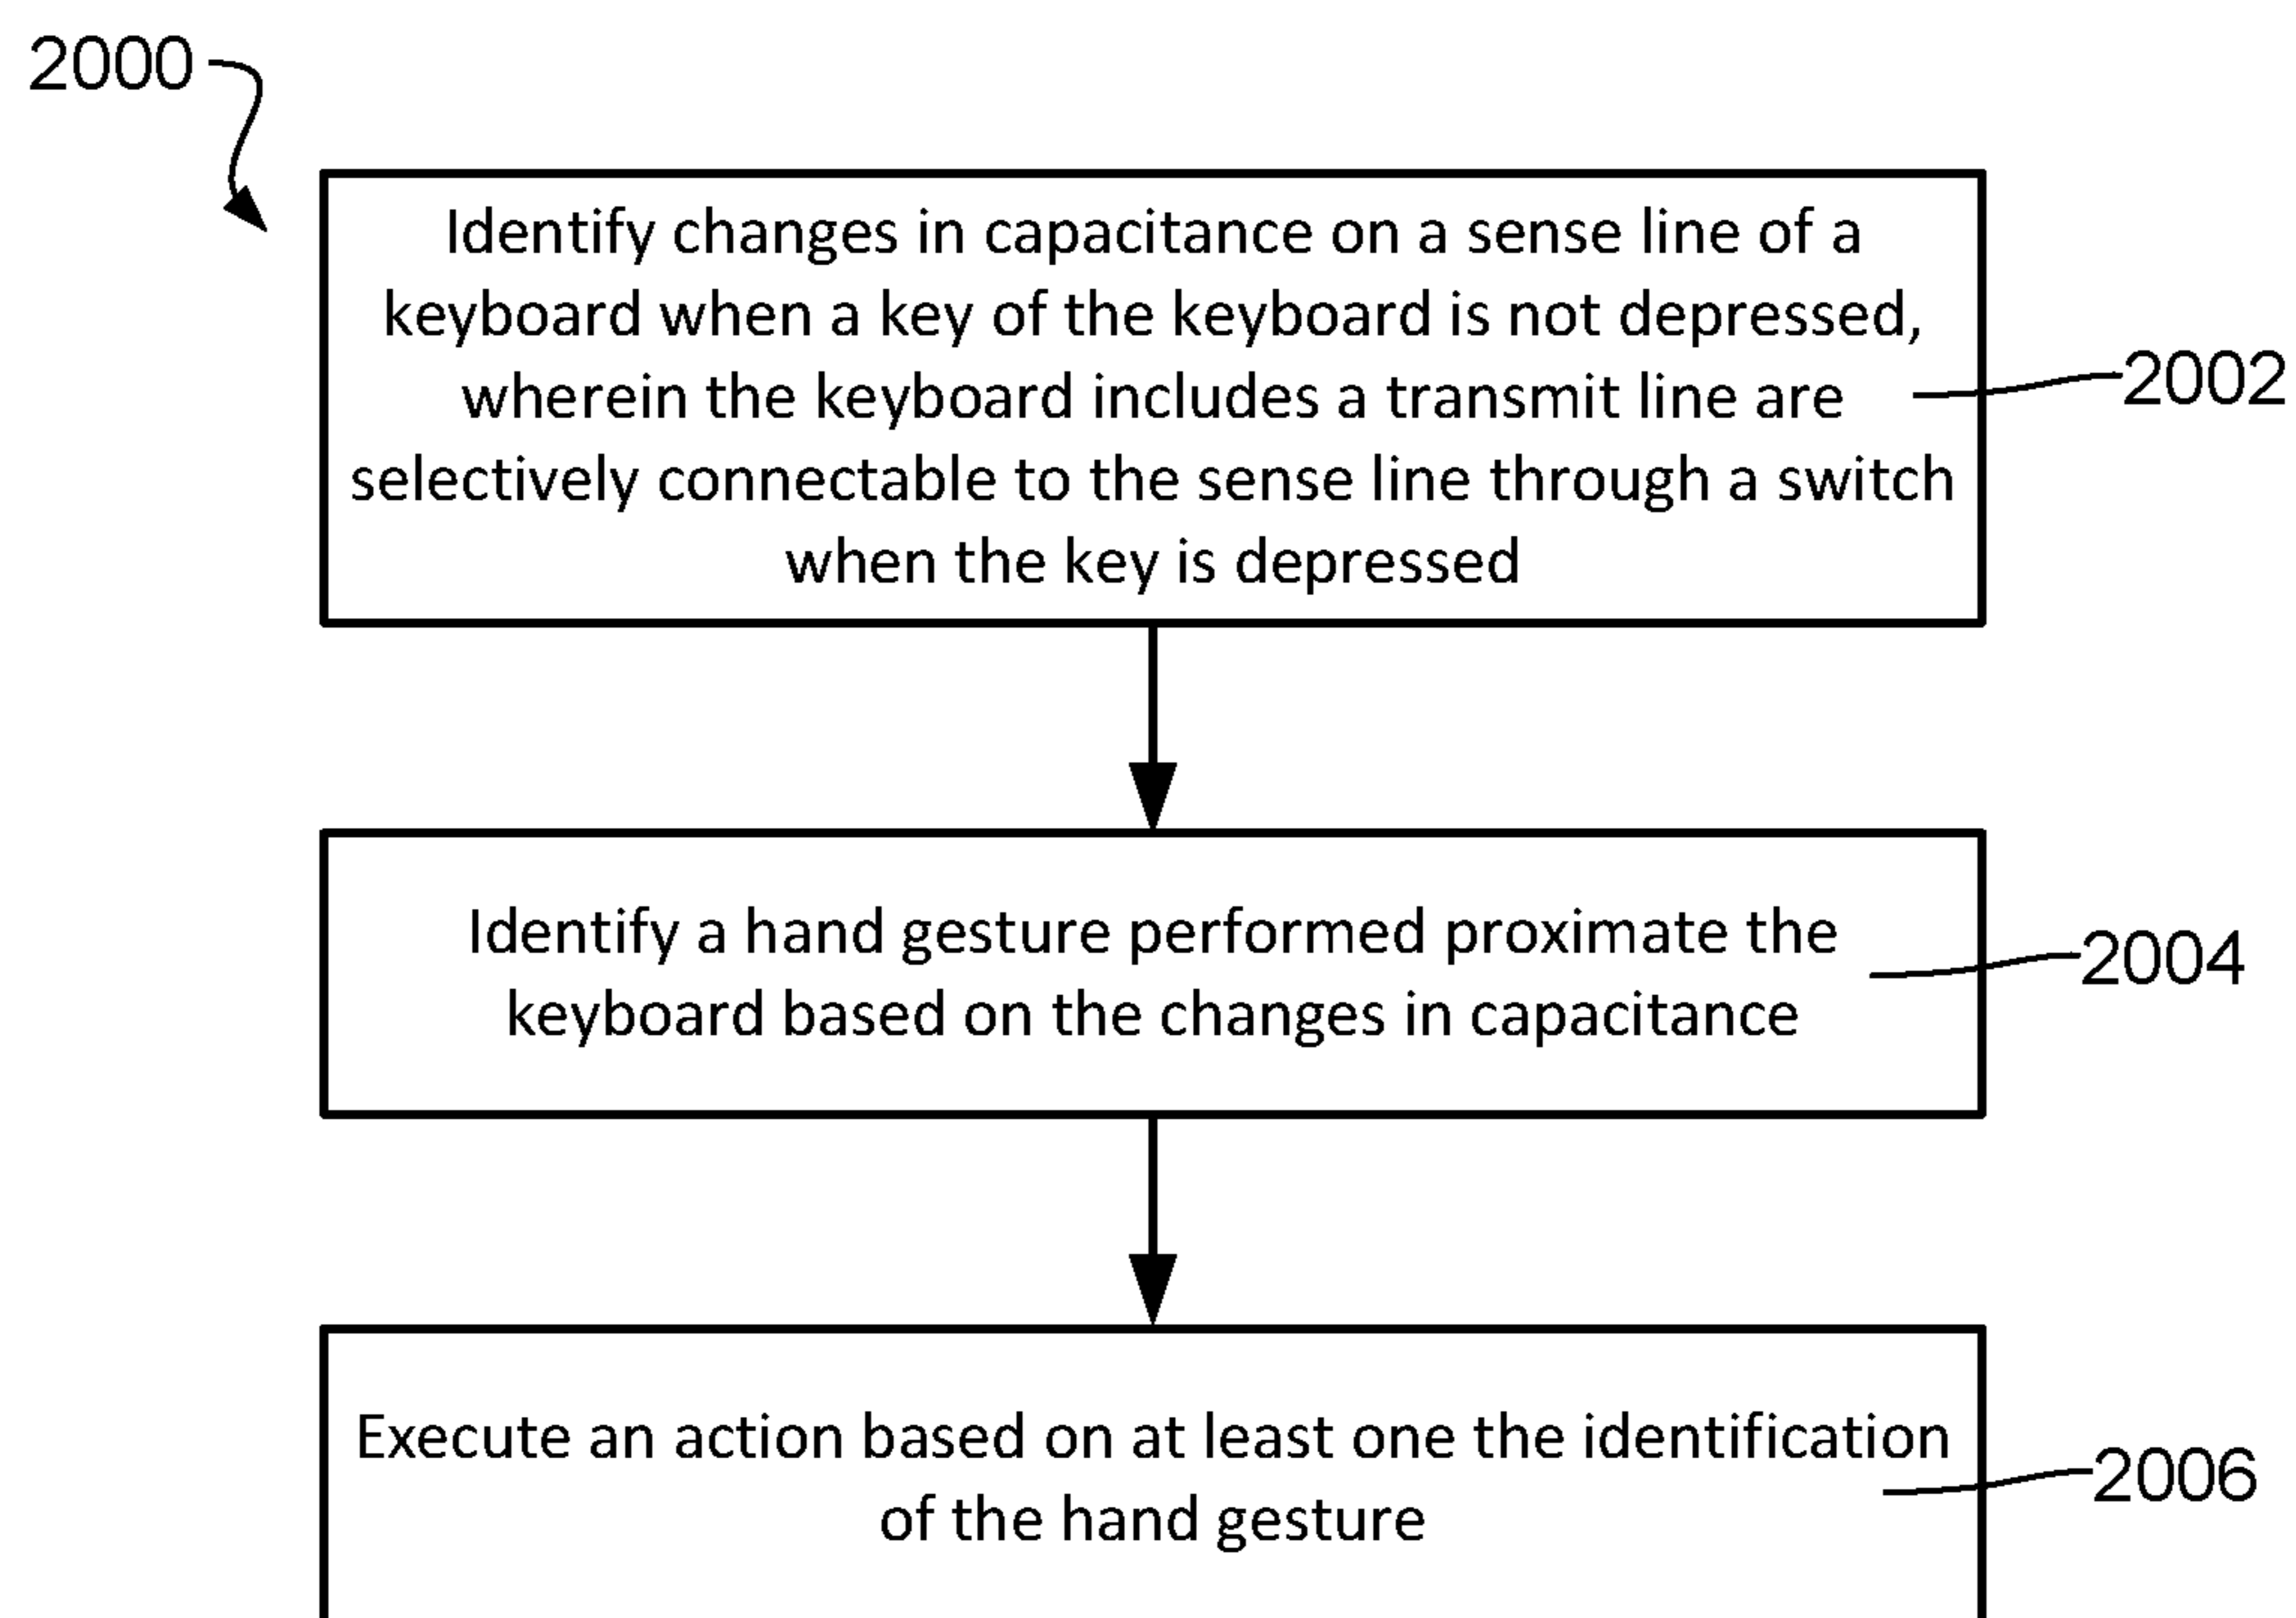 2000
Identify changes in capacitance on a sense line of a
keyboard when a key of the keyboard is not depressed,
wherein the keyboard includes a transmit line are
selectively connectable to the sense line through a switch
when the key is depressed
2002
Identify a hand gesture performed proximate the
keyboard based on the changes in capacitance
2004
Execute an action based on at least one the identification
of the hand gesture
2006